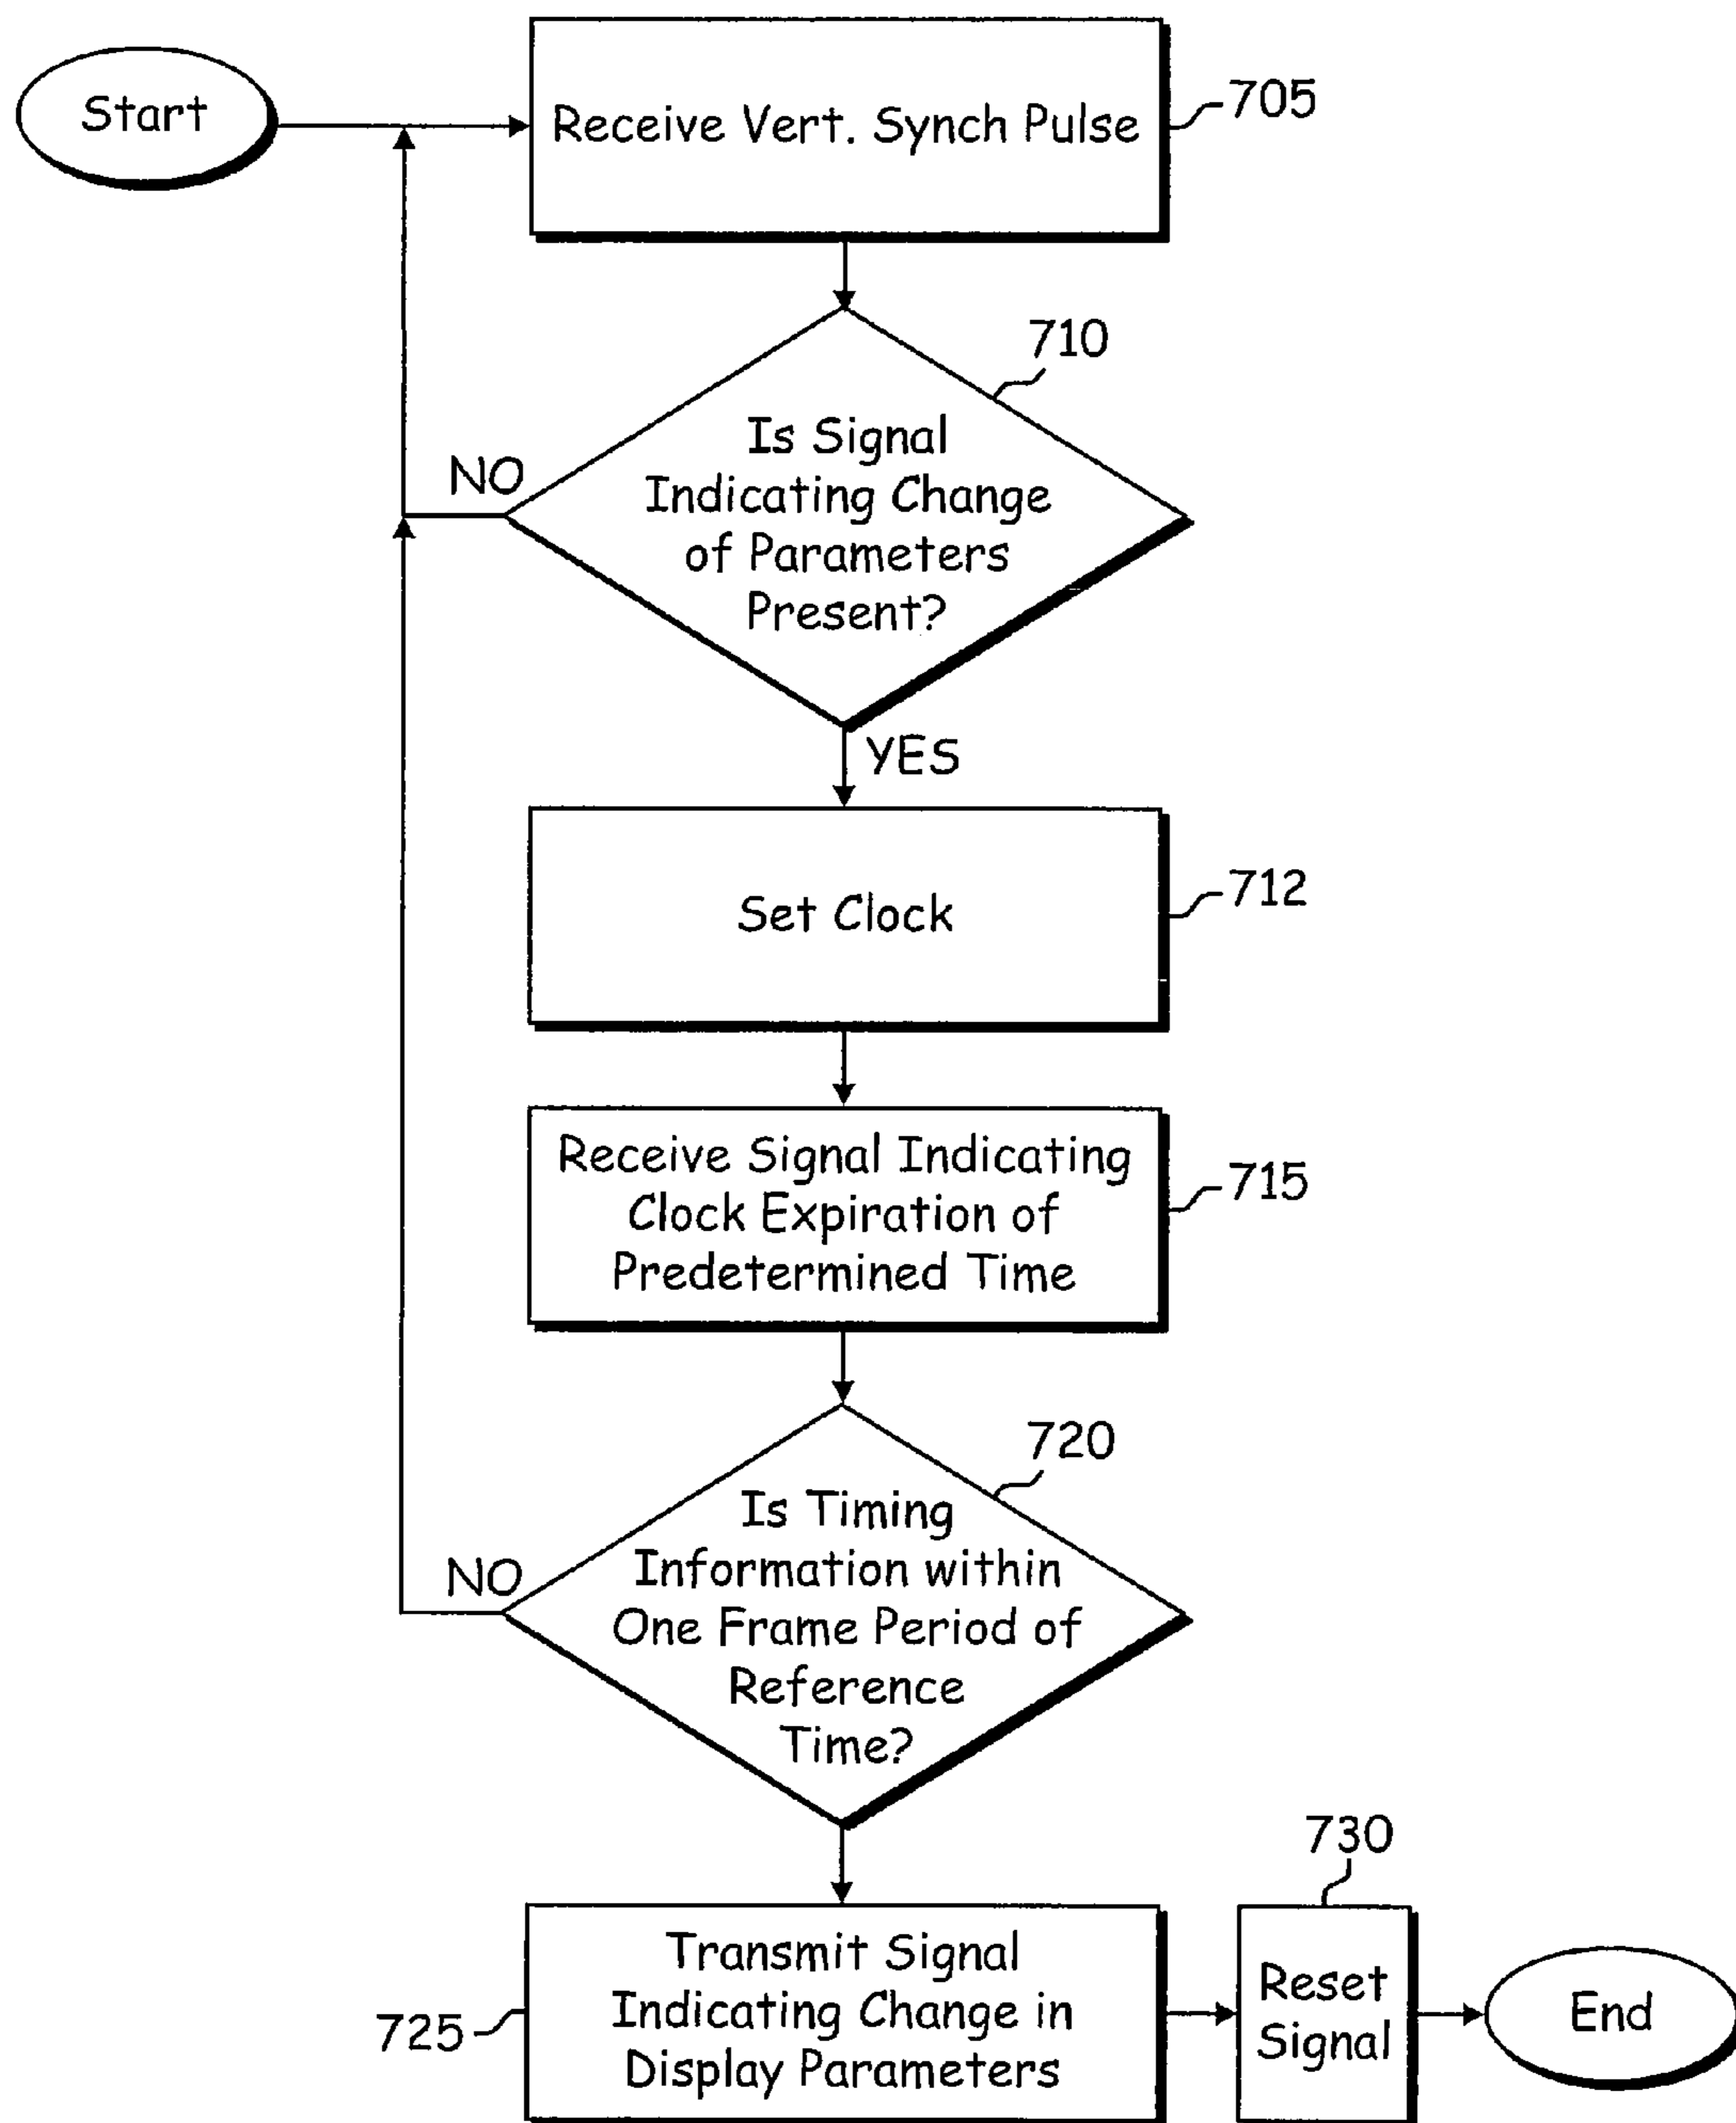 Start
Receive Vert. Synch Pulse
705
710
Is Signal
Indicating Change
of Parameters
Present?
NO
YES
Set Clock
712
Receive Signal Indicating
Clock Expiration of
Predetermined Time
715
720
Is Timing
Information within
One Frame Period of
Reference
Time?
NO
730
Transmit Signal
Indicating Change in
Display Parameters
725
Reset
Signal
End